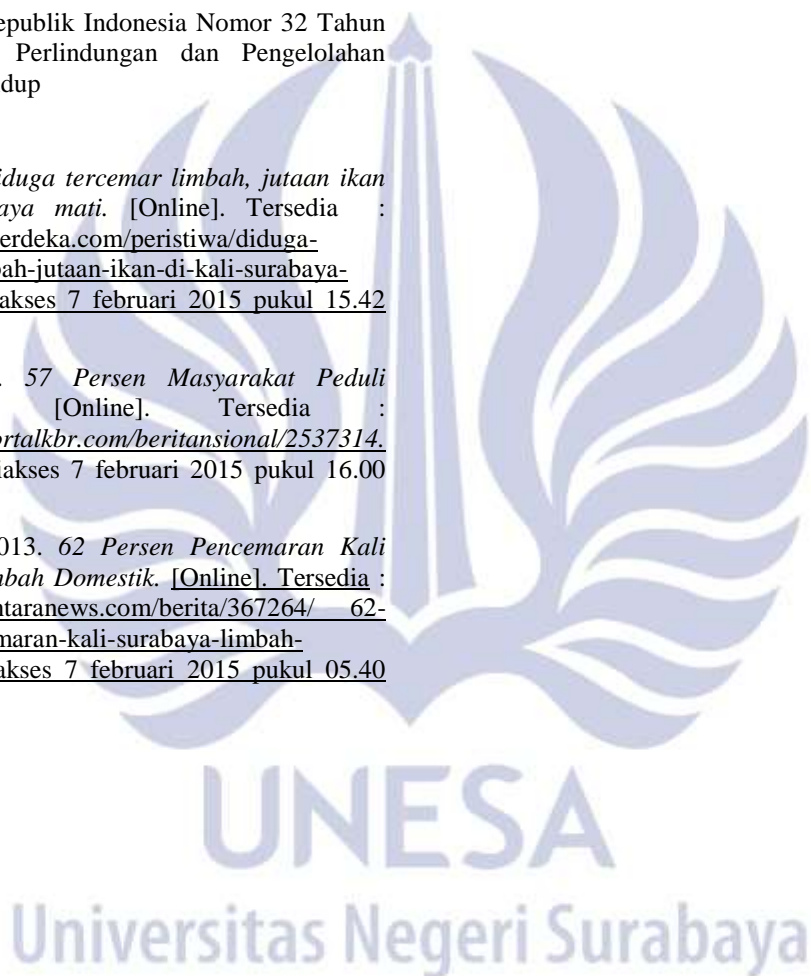 epublik Indonesia Nomor 32 Tahun
Perlindungan dan Pengelolahan
dup
iduga tercemar limbah, jutaan ikan
aya mati. [Online]. Tersedia :
erdeka.com/peristiwa/diduga-
ah-jutaan-ikan-di-kali-surabaya-
akses 7 februari 2015 pukul 15.42
. 57 Persen Masyarakat Peduli
[Online]. Tersedia :
ortalkbr.com/beritansional/2537314.
iakses 7 februari 2015 pukul 16.00
013. 62 Persen Pencemaran Kali
mbah Domestik. [Online]. Tersedia :
ntaranews.com/berita/367264/ 62-
maran-kali-surabaya-limbah-
akses 7 februari 2015 pukul 05.40
UNESA
Universitas Negeri Surabaya